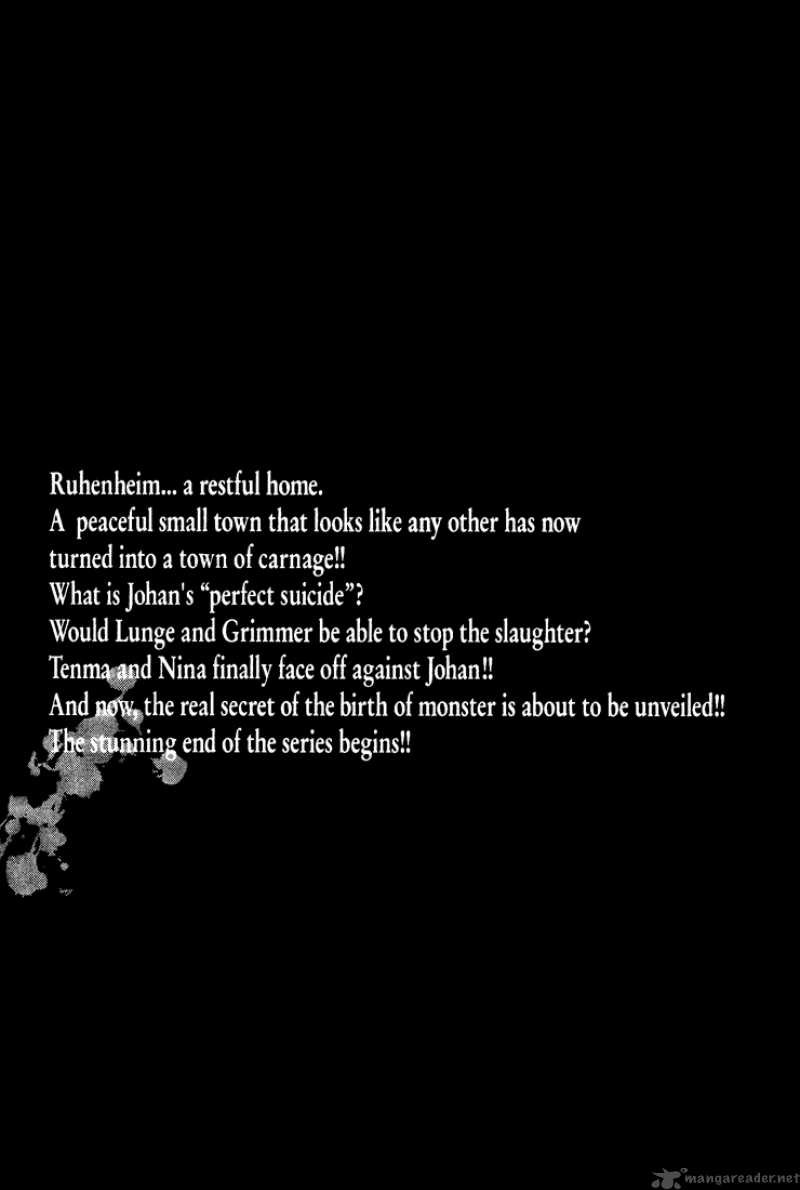 Ruhenheim... a restful home.
A peaceful small town that looks like any other has now
turned into a town of carnage!!
What is Johan's “perfect suicide”?
Would Lunge and Grimmer be able to stop the slaughter?
Tenma and Nina finally face off against Johan!!
And now, the real secret of the birth of monster is about to be unveiled!!
The stunning end of the series begins!!
mangareader.net